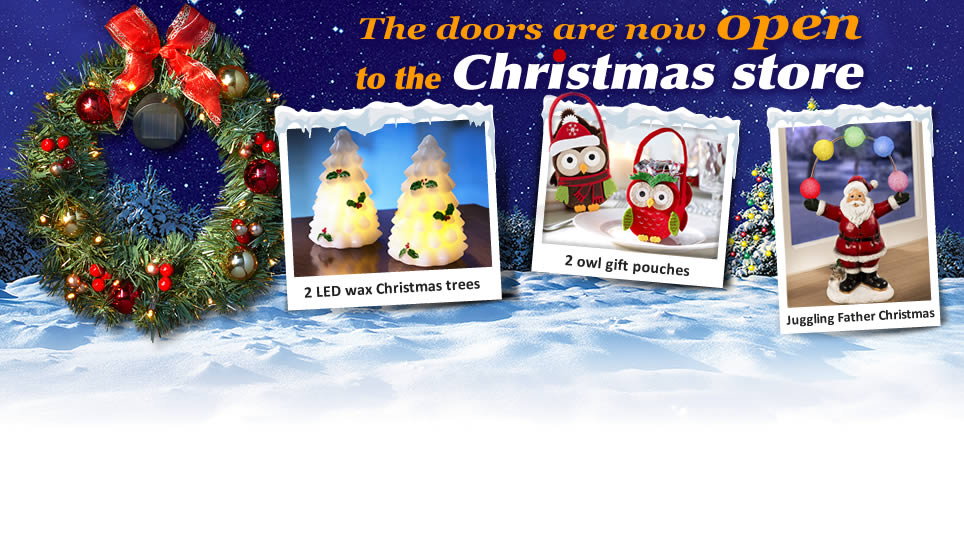 The doors are now open
to the Christmas store
2 LED wax Christmas trees
2 owl gift pouches
Juggling Father Christmas